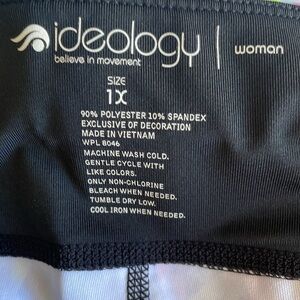 ideology | woman
believe in movement
SIZE
1X
90% POLYESTER 10% SPANDEX
EXCLUSIVE OF DECORATION
MADE IN VIETNAM
WPL 8046
MACHINE WASH COLD.
GENTLE CYCLE WITH
LIKE COLORS.
ONLY NON-CHLORINE
BLEACH WHEN NEEDED.
TUMBLE DRY LOW.
COOL IRON WHEN NEEDED.